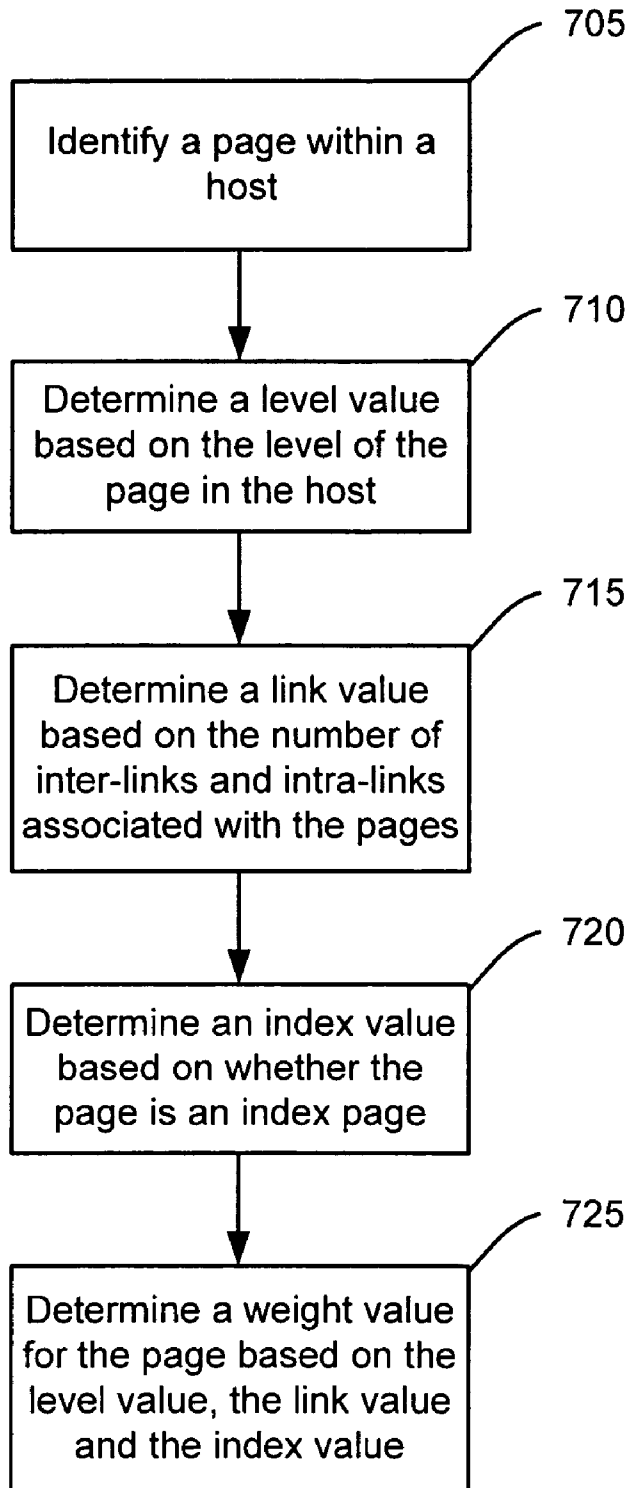 705
Identify a page within a
host
710
Determine a level value
based on the level of the
page in the host
715
Determine a link value
based on the number of
inter-links and intra-links
associated with the pages
720
Determine an index value
based on whether the
page is an index page
725
Determine a weight value
for the page based on the
level value, the link value
and the index value